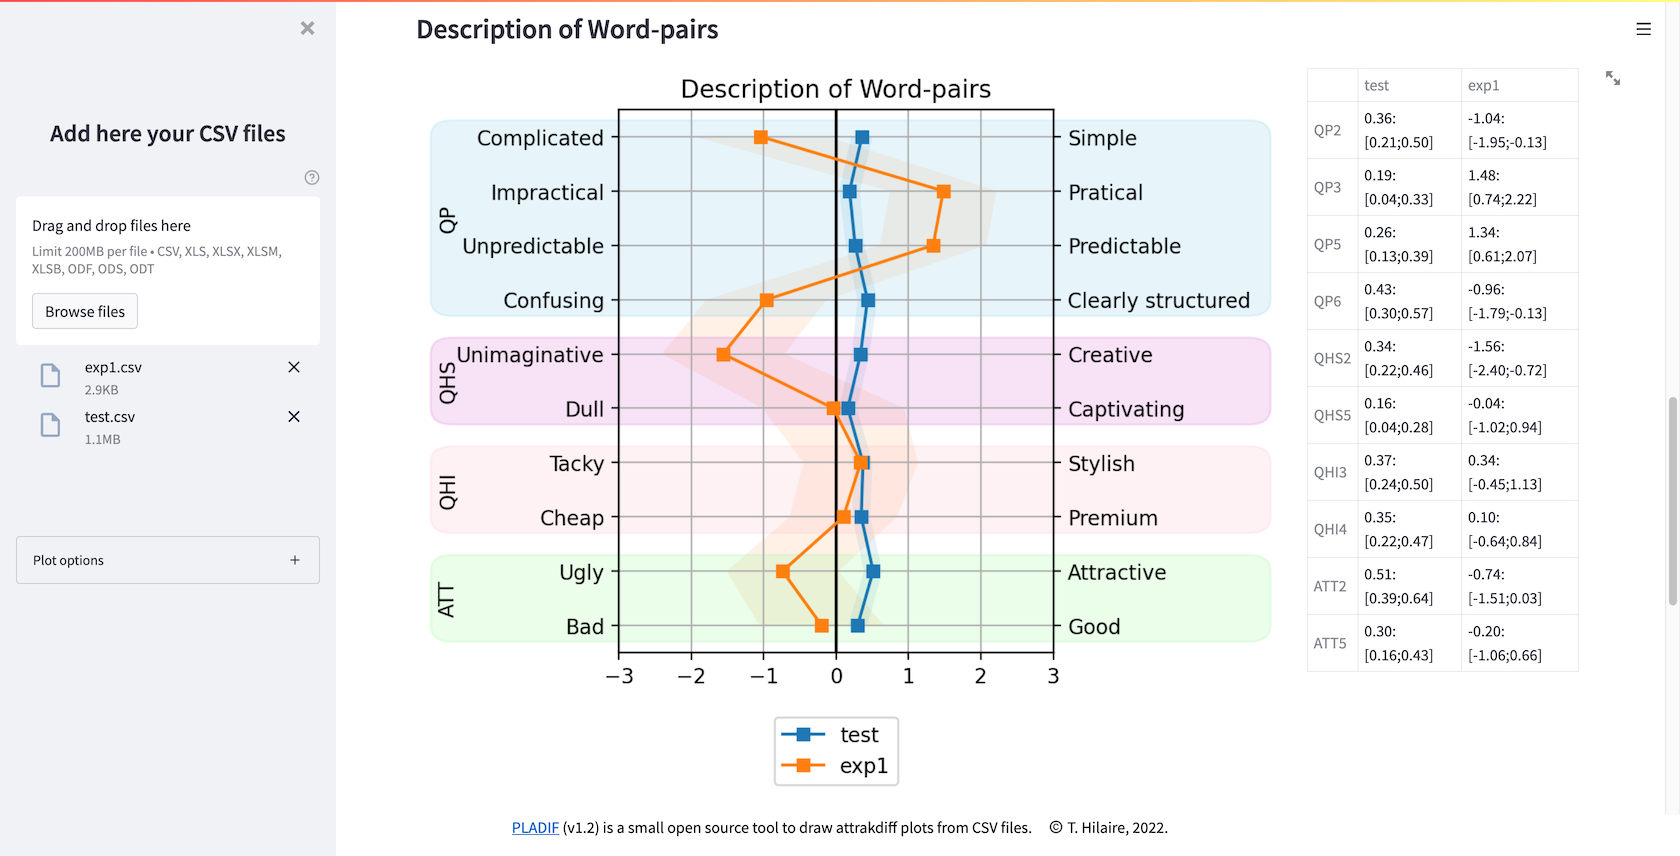 Add here your CSV files
Drag and drop files here
Limit 200MB per file • CSV, XLS, XLSX, XLSM,
XLSB, ODF, ODS, ODT
Browse files
exp1.csv
2.9KB
test.csv
1.1MB
Plot options
Description of Word-pairs
Description of Word-pairs
QP
Complicated Simple
Impractical Pratical
Unpredictable Predictable
Confusing Clearly structured
QHS
Unimaginative Creative
Dull Captivating
QHI
Tacky Stylish
Cheap Premium
ATT
Ugly Attractive
Bad Good
−3 −2 −1 0 1 2 3
test
exp1
test exp1
QP2 0.36: [0.21;0.50] -1.04: [-1.95;-0.13]
QP3 0.19: [0.04;0.33] 1.48: [0.74;2.22]
QP5 0.26: [0.13;0.39] 1.34: [0.61;2.07]
QP6 0.43: [0.30;0.57] -0.96: [-1.79;-0.13]
QHS2 0.34: [0.22;0.46] -1.56: [-2.40;-0.72]
QHS5 0.16: [0.04;0.28] -0.04: [-1.02;0.94]
QHI3 0.37: [0.24;0.50] 0.34: [-0.45;1.13]
QHI4 0.35: [0.22;0.47] 0.10: [-0.64;0.84]
ATT2 0.51: [0.39;0.64] -0.74: [-1.51;0.03]
ATT5 0.30: [0.16;0.43] -0.20: [-1.06;0.66]
PLADIF (v1.2) is a small open source tool to draw attrakdiff plots from CSV files. © T. Hilaire, 2022.